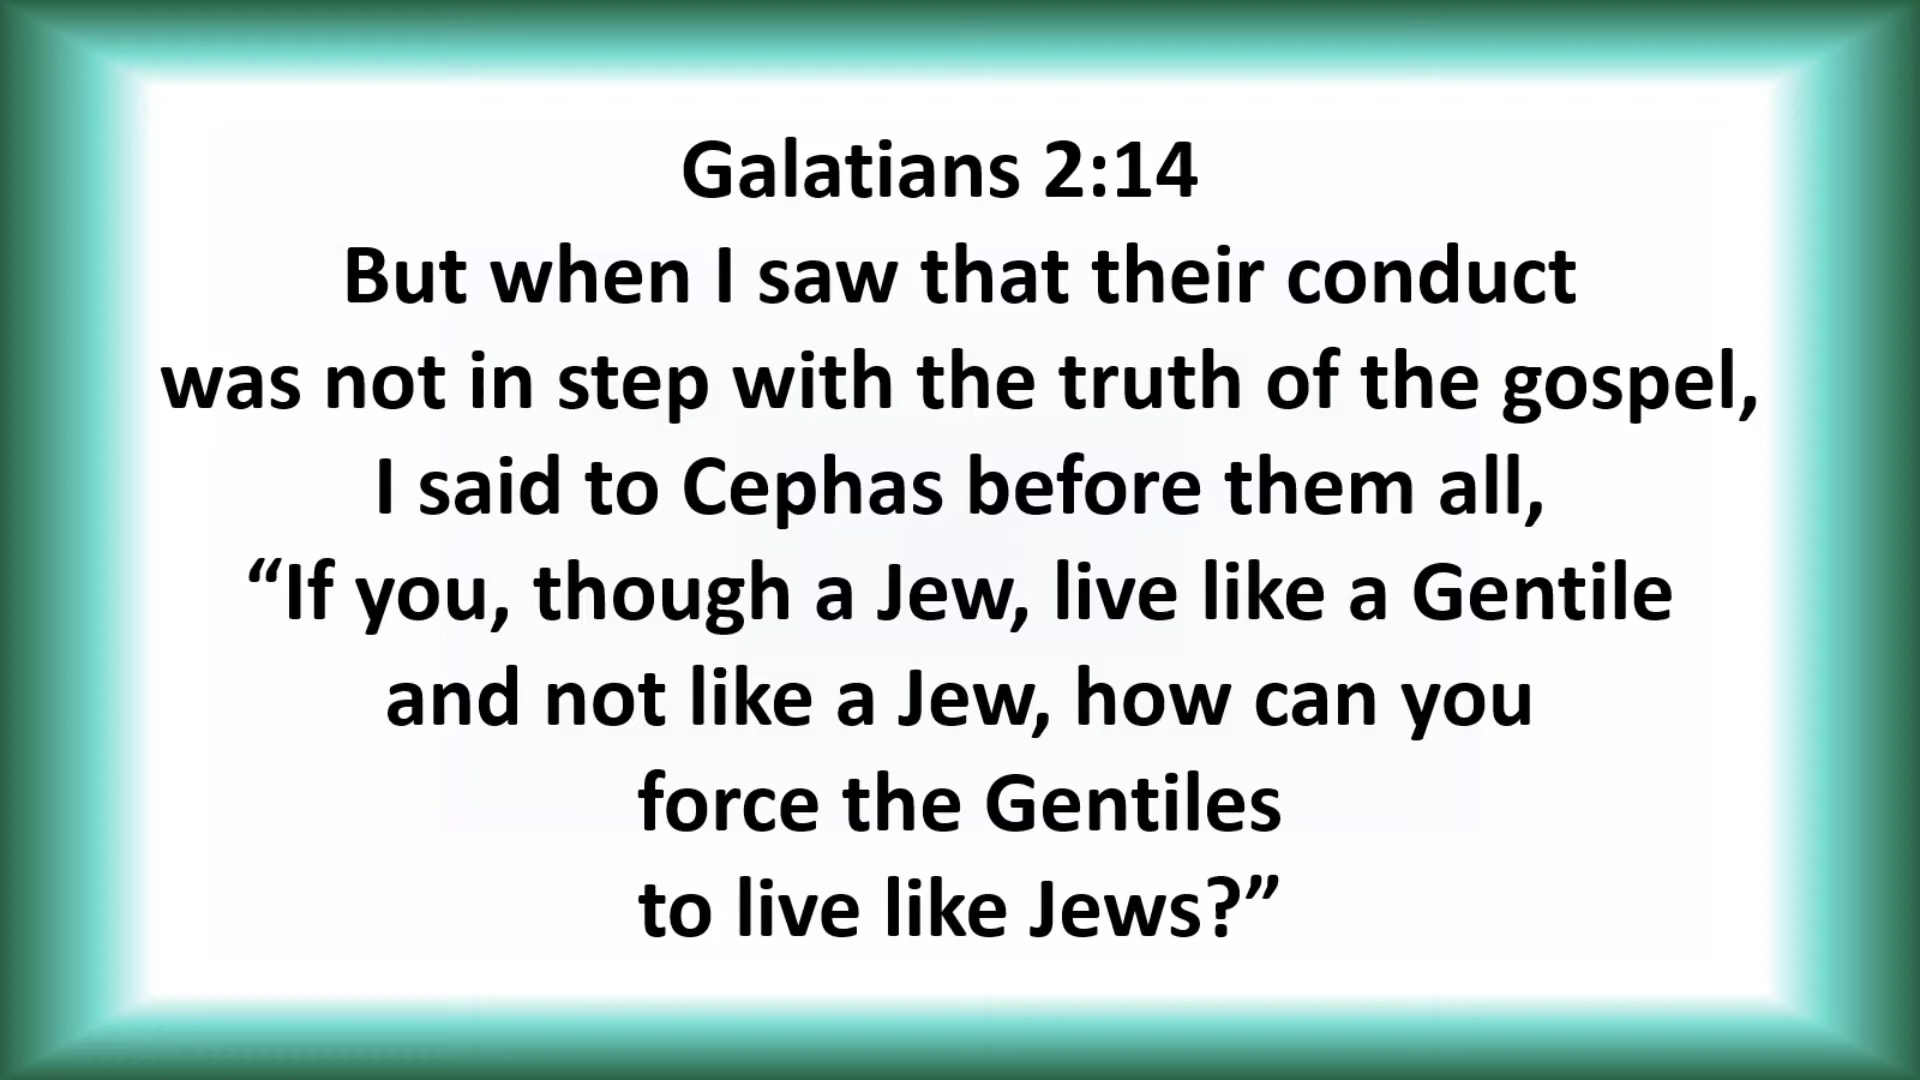 Galatians 2:14
But when I saw that their conduct
was not in step with the truth of the gospel,
I said to Cephas before them all,
“If you, though a Jew, live like a Gentile
and not like a Jew, how can you
force the Gentiles
to live like Jews?”